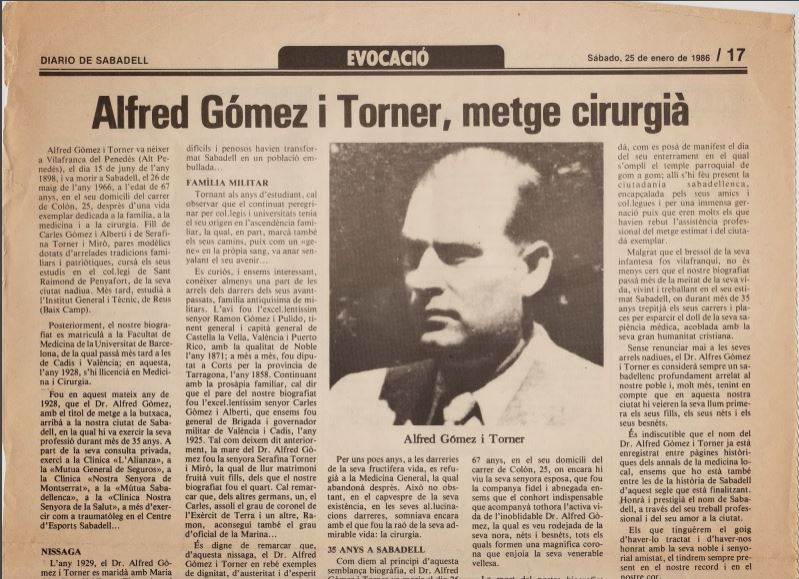 DIARIO DE SABADELL
EVOCACIÓ
Sábado, 25 de enero de 1986 / 17
Alfred Gómez i Torner, metge cirurgià
Alfred Gómez i Torner va néixer a
Vilafranca del Penedés (Alt Pe-
nedés), el dia 15 de juny de l'any
1898, i va morir a Sabadell, el 26 de
maig de l'any 1966, a l'edat de 67
anys, en el seu domicili del carrer
de Colón, 25, després d'una vida
exemplar dedicada a la família, a la
medicina i a la cirurgia. Fill de
Carles Gómez i Alberti i de Serafi-
na Torner i Miró, pares modèlics
dotats d'arrelades tradicions fami-
liars i patriòtiques, cursà els seus
estudis en el col.legi de Sant
Raimond de Penyafort, de la seva
ciutat nadiua. Més tard, estudià a
l'Institut General i Tècnic, de Reus
(Baix Camp).
Posteriorment, el nostre biogra-
fiat es matriculà a la Facultat de
Medicina de la Universitat de Barce-
lona, de la qual passà més tard a les
de Cadis i València; en aquesta,
l'any 1928, s'hi llicencià en Medici-
na i Cirurgia.
Fou en aquest mateix any de
1928, que el Dr. Alfred Gómez,
amb el títol de metge a la butxaca,
arribà a la nostra ciutat de Saba-
dell, en la qual hi va exercir la seva
professió durant més de 35 anys. A
part de la seva consulta privada,
exercí a la Clínica «L'Aliança», a
la «Mutua General de Seguros», a
la Clínica «Nostra Senyora de
Montserrat», a la «Mútua Saba-
dellenca», a la «Clínica Nostra
Senyora de la Salut», a més d'exer-
cir com a traumatòleg en el Centre
d'Esports Sabadell...
NISSAGA
L'any 1929, el Dr. Alfred Gó-
mez i Torner es maridà amb Maria
difícils i penosos havien transfor-
mat Sabadell en un població em-
bullada...
FAMÍLIA MILITAR
Tornant als anys d'estudiant, cal
observar que el continuat peregri-
nar per col.legis i universitats tenia
el seu origen en l'ascendència fami-
liar, la qual, en part, marcà també
els seus camins, puix com un «ge-
ne» en la pròpia sang, va anar sen-
yalant el seu avenir...
Es curiós, i ensems interessant,
conéixer almenys una part de les
arrels dels darrers dels seus avant-
passats, família antiquísima de mi-
litars. L'avi fou l'excel.lentíssim
senyor Ramon Gómez i Pulido, ti-
nent general i capità general de
Castella la Vella, València i Puerto
Rico, amb la qualitat de Noble
l'any 1871; a més a més, fou dipu-
tat a Corts per la província de
Tarragona, l'any 1858. Continuant
amb la prosàpia familiar, cal dir
que el pare del nostre biografiat
fou l'excel.lentíssim senyor Carles
Gómez i Alberti, que ensems fou
general de Brigada i governador
militar de València i Cadis, l'any
1925. Tal com deixem dit anterior-
ment, la mare del Dr. Alfred Gó-
mez fou la senyora Serafina Torner
i Miró, la qual de llur matrimoni
fruità vuit fills, dels que el nostre
biografiat fou el quart. Cal remar-
car que, dels altres germans, un, el
Carles, assolí el grau de coronel de
l'Exèrcit de Terra i un altre, Ra-
mon, aconseguí també el grau
d'oficial de la Marina...
És digne de remarcar que,
d'aquesta nissaga, el Dr. Alfred
Gómez i Torner en rebé exemples
de dignitat, d'austeritat i d'esperit
Alfred Gómez i Torner
Per uns pocs anys, a les darreries
de la seva fructífera vida, es refu-
già a la Medicina General, la qual
abandonà després. Això no obs-
tant, en el capvespre de la seva
existència, en les seves al.lucina-
cions darreres, somniava encara
amb el que fou la raó de la seva ad-
mirable vida: la cirurgia.
35 ANYS A SABADELL
Com diem al principi d'aquesta
semblança biogràfica, el Dr. Alfred
67 anys, en el seu domicili del
carrer de Colón, 25, on encara hi
viu la seva senyora esposa, que fou
la companya fidel i abnegada en-
sems que el conhort indispensable
que acompanyà tothora l'activa vi-
da de l'inoblidable Dr. Alfred Gó-
mez, la qual es veu rodejada de la
seva nora, néts i besnéts, tots els
quals formen una magnífica coro-
na que enjoia la seva venerable
vellesa.
dà, com es posà de manifest el dia
del seu enterrament en el qual
s'omplí el temple parroquial de
gom a gom; allí s'hi féu present la
ciutadania sabadellenca,
encapçalada pels seus amics i
col.legues i per una immensa ger-
nació puix que eren molts els que
havien rebut l'assistència profes-
sional del metge estimat i del ciuta-
dà exemplar.
Malgrat que el bressol de la seva
infantesa fos vilafranquí, no és
menys cert que el nostre biografiat
passà més de la meitat de la seva vi-
da, vivint i treballant en el seu esti-
mat Sabadell, on durant més de 35
anys trepitjà els seus carrers i pla-
ces per esparcir el doll de la seva sa-
piència mèdica, acoblada amb la
seva gran humanitat cristiana.
Sense renunciar mai a les seves
arrels nadiues, el Dr. Alfres Gómez
i Torner es considerà sempre un sa-
badellenc profundament arrelat al
nostre poble i, molt més, tenint en
compte que en aquesta nostra
ciutat hi veieren la seva llum prime-
ra els seus fills, els seus néts i els
seus besnéts.
És indiscutible que el nom del
Dr. Alfred Gómez i Torner ja està
enregistrat entre pàgines històri-
ques dels annals de la medicina lo-
cal, ensems que ho està també
entre les de la història de Sabadell
d'aquest segle que està finalitzant.
Honrà i prestigià el nom de Saba-
dell, a través del seu treball profes-
sional i del seu amor a la ciutat.
Els que tinguérem el goig
d'haver-lo tractat i d'haver-nos
honrat amb la seva noble i senyo-
rial amistat, el tindrem sempre pre-
sent en el nostre record i en el
nostre cor.